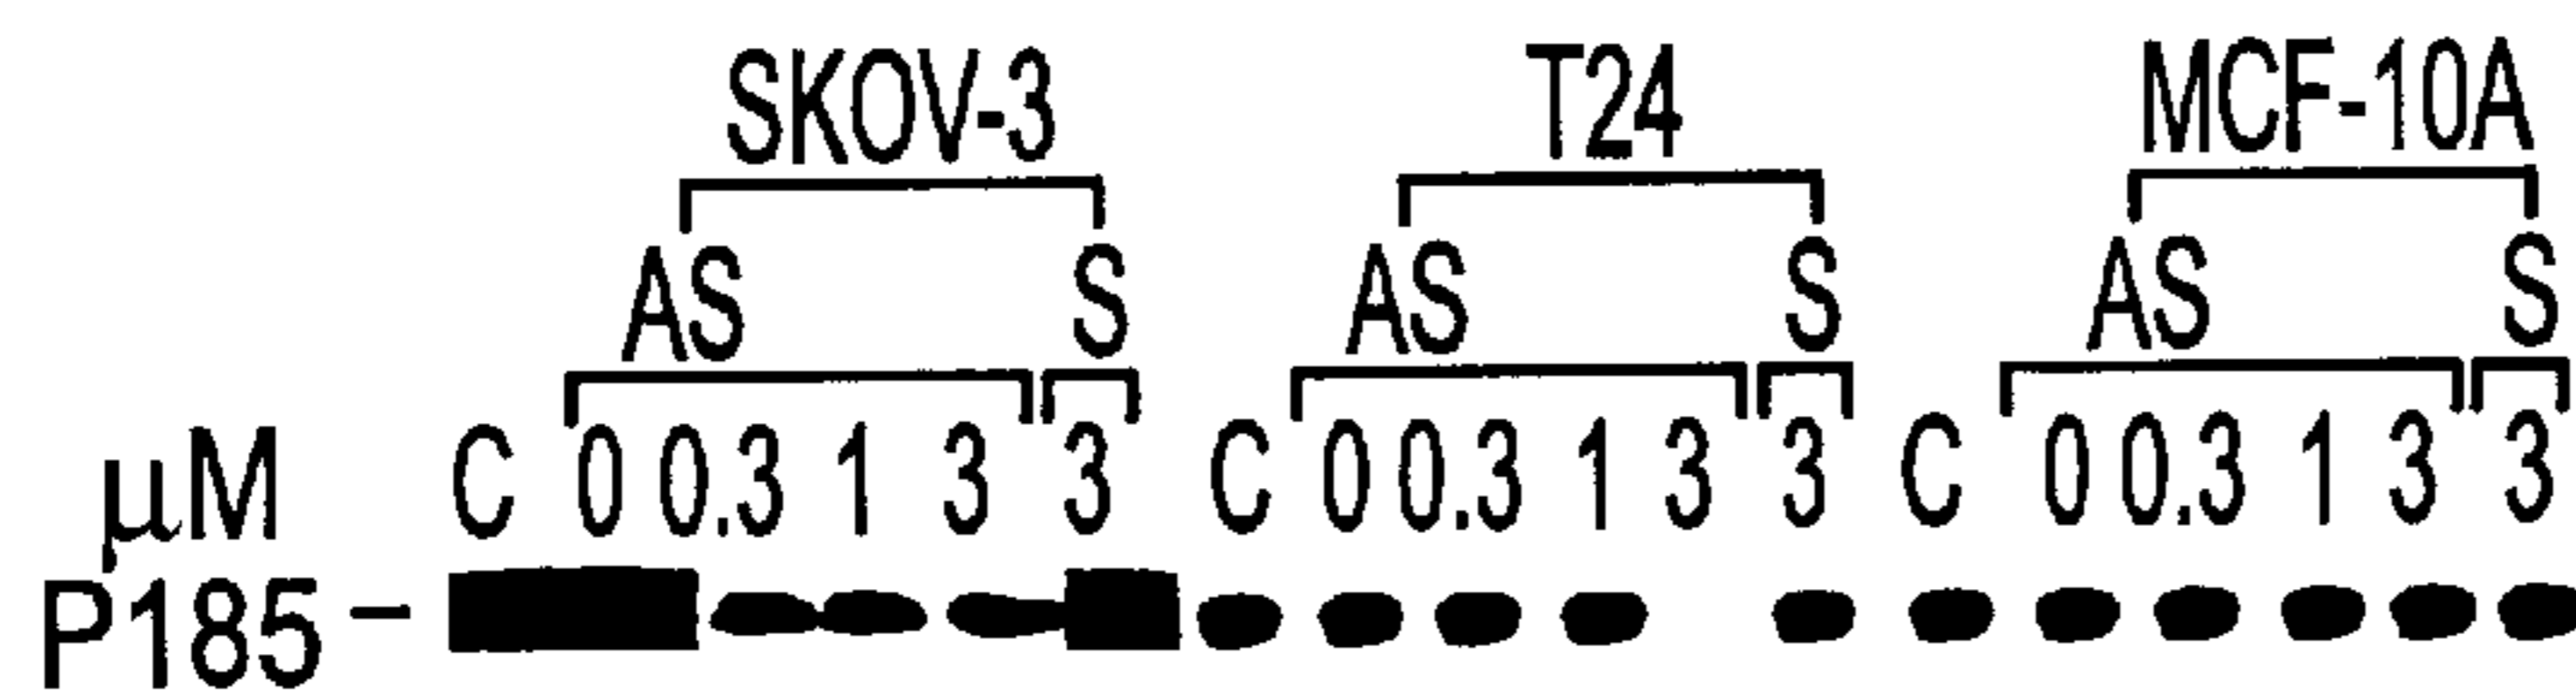 SKOV-3 T24 MCF-10A
AS S AS S AS S
μM C 0 0.3 1 3 3 C 0 0.3 1 3 3 C 0 0.3 1 3 3
P185 –